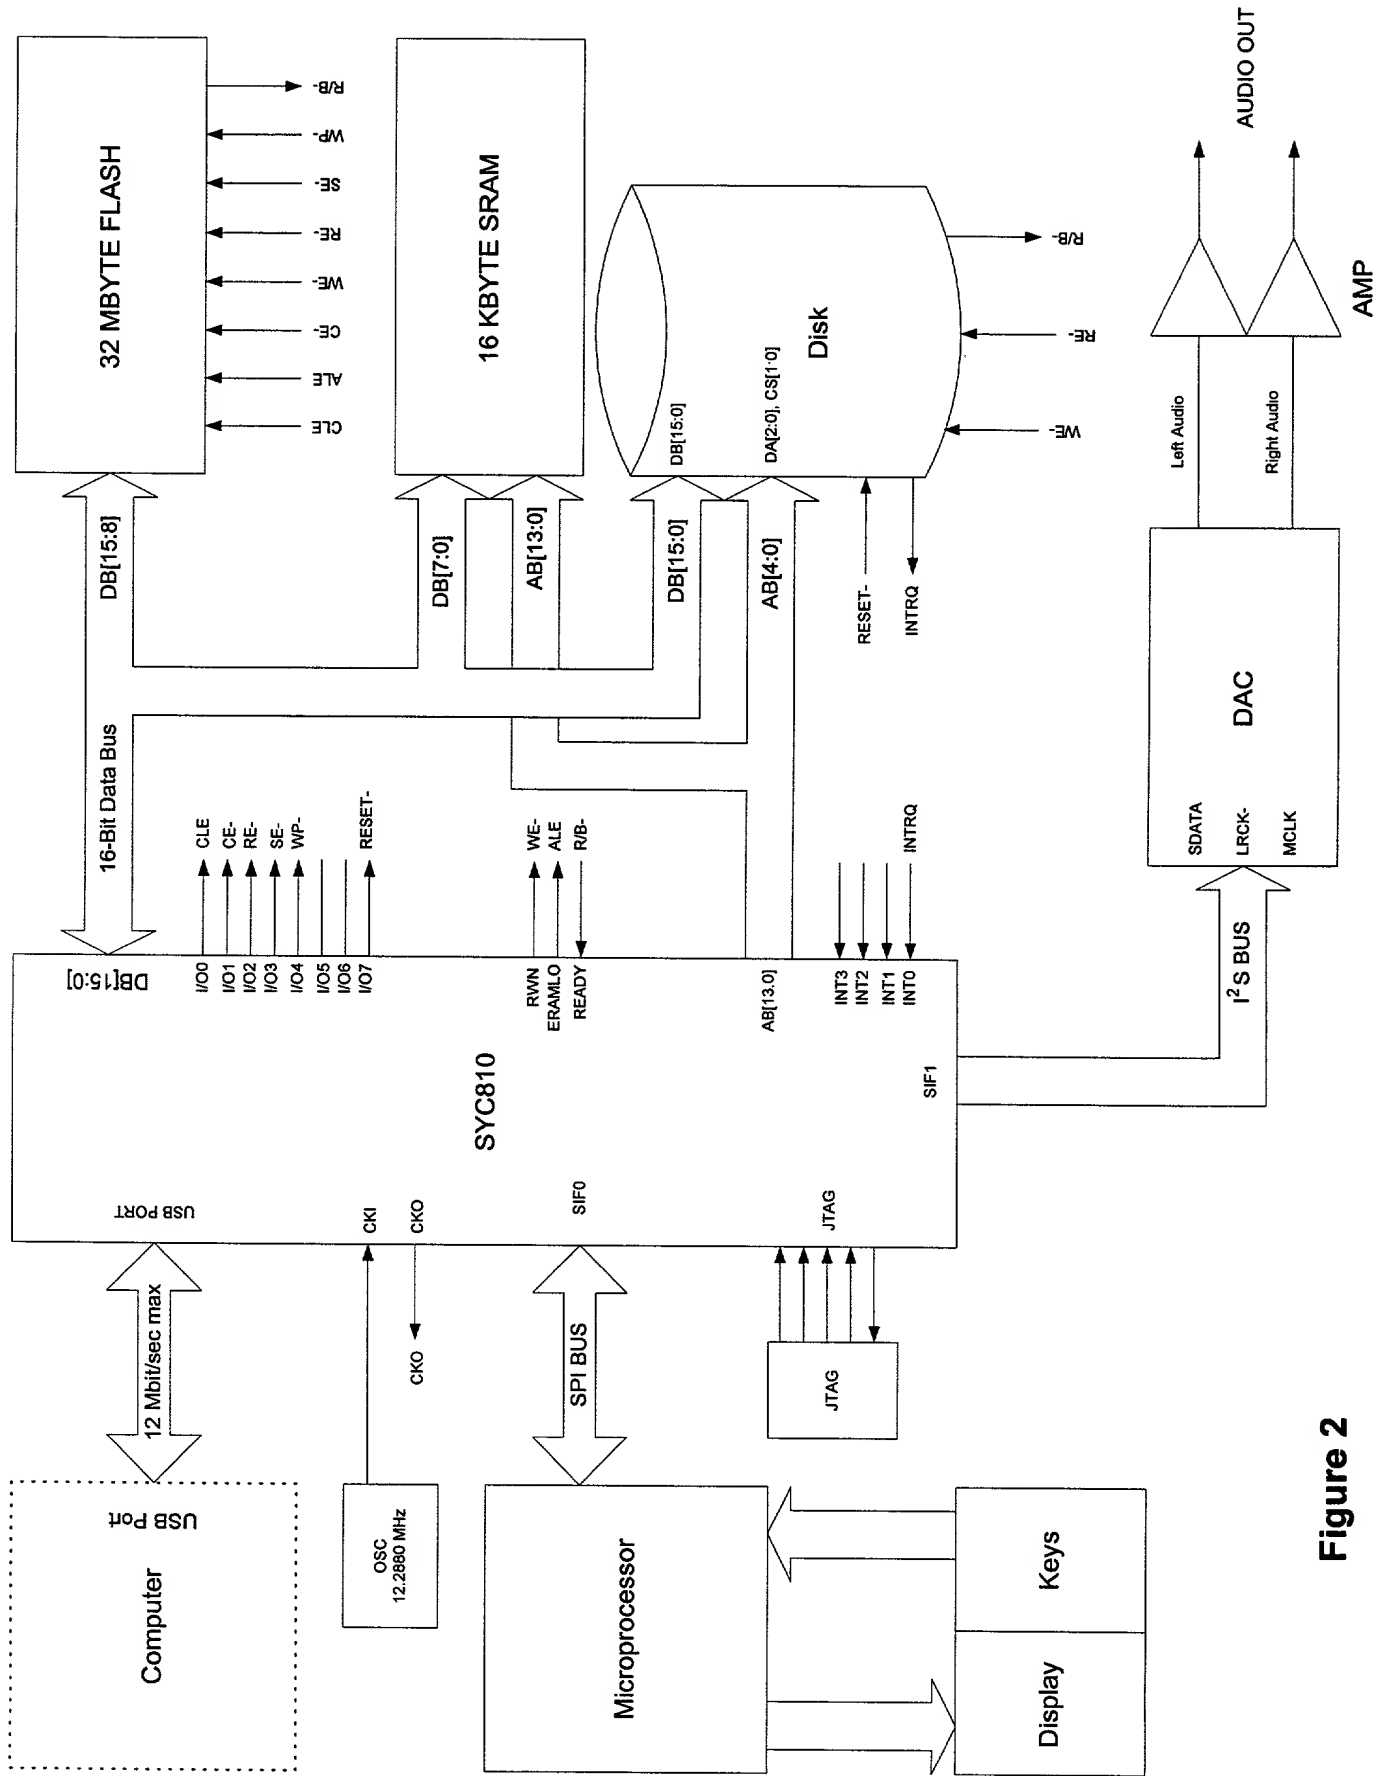 Computer
USB Port
12 Mbit/sec max
USB PORT
OSC
12.2880 MHz
CKI
CKO
CKO
Microprocessor
SPI BUS
SIF0
Display
Keys
JTAG
JTAG
SYC810
DB[15:0]
I/O0
I/O1
I/O2
I/O3
I/O4
I/O5
I/O6
I/O7
CLE
CE-
RE-
SE-
WP-
RESET-
RWN
ERAMLO
READY
WE-
ALE
R/B-
AB[13.0]
INT3
INT2
INT1
INT0
INTRQ
SIF1
I2S BUS
16-Bit Data Bus
DB[15:8]
32 MBYTE FLASH
CLE
ALE
CE-
WE-
RE-
SE-
WP-
R/B-
DB[7:0]
AB[13:0]
16 KBYTE SRAM
DB[15:0]
AB[4:0]
DB[15:0]
DA[2:0], CS[1·0]
Disk
RESET-
INTRQ
WE-
RE-
R/B-
SDATA
LRCK-
MCLK
DAC
Left Audio
Right Audio
AMP
AUDIO OUT
Figure 2